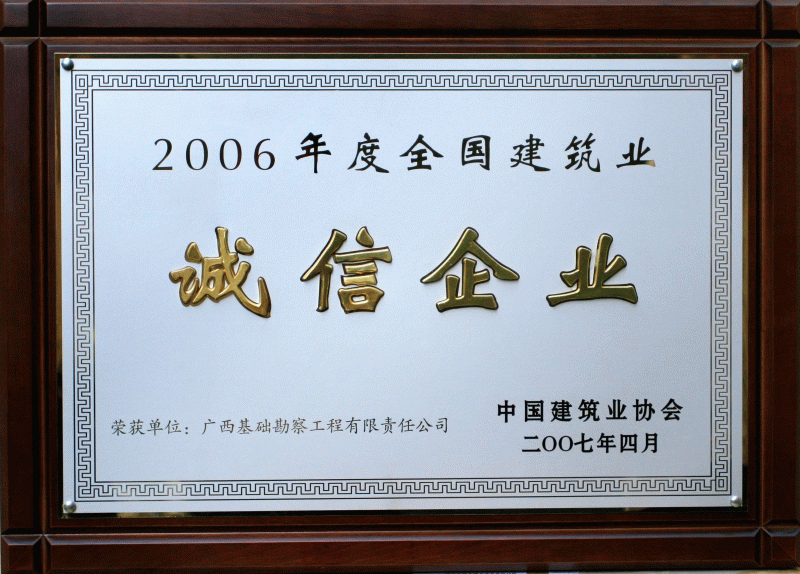 2006年度全国建筑业
诚信企业
荣获单位：广西基础勘察工程有限责任公司
中国建筑业协会
二〇〇七年四月